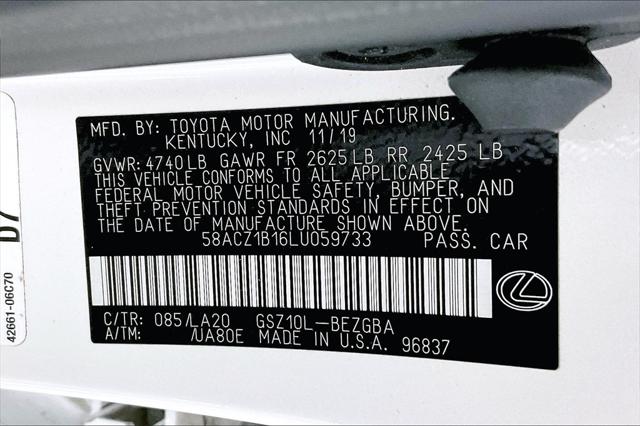 MFD. BY: TOYOTA MOTOR MANUFACTURING.
KENTUCKY, INC 11/19
GVWR: 4740 LB GAWR FR 2625 LB RR 2425 LB
THIS VEHICLE CONFORMS TO ALL APPLICABLE
FEDERAL MOTOR VEHICLE SAFETY, BUMPER, AND
THEFT PREVENTION STANDARDS IN EFFECT ON
THE DATE OF MANUFACTURE SHOWN ABOVE.
58ACZ1B16LU059733 PASS. CAR
C/TR: 085/LA20 GSZ10L-BEZGBA
A/TM: /UA80E MADE IN U.S.A. 96837
42661-06C70